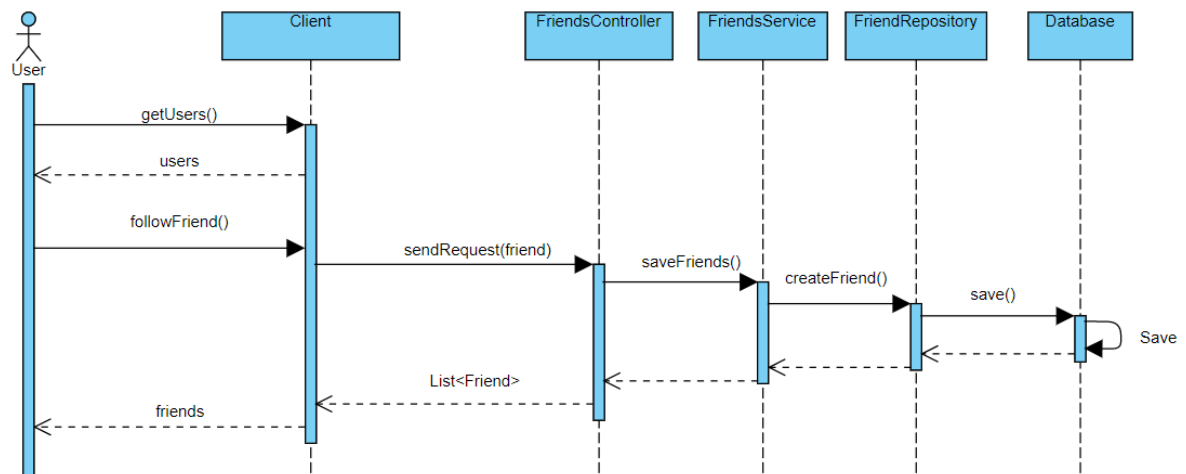 Client
FriendsController
FriendsService
FriendRepository
Database
User
getUsers()
users
followFriend()
sendRequest(friend)
saveFriends()
createFriend()
save()
Save
List<Friend>
friends